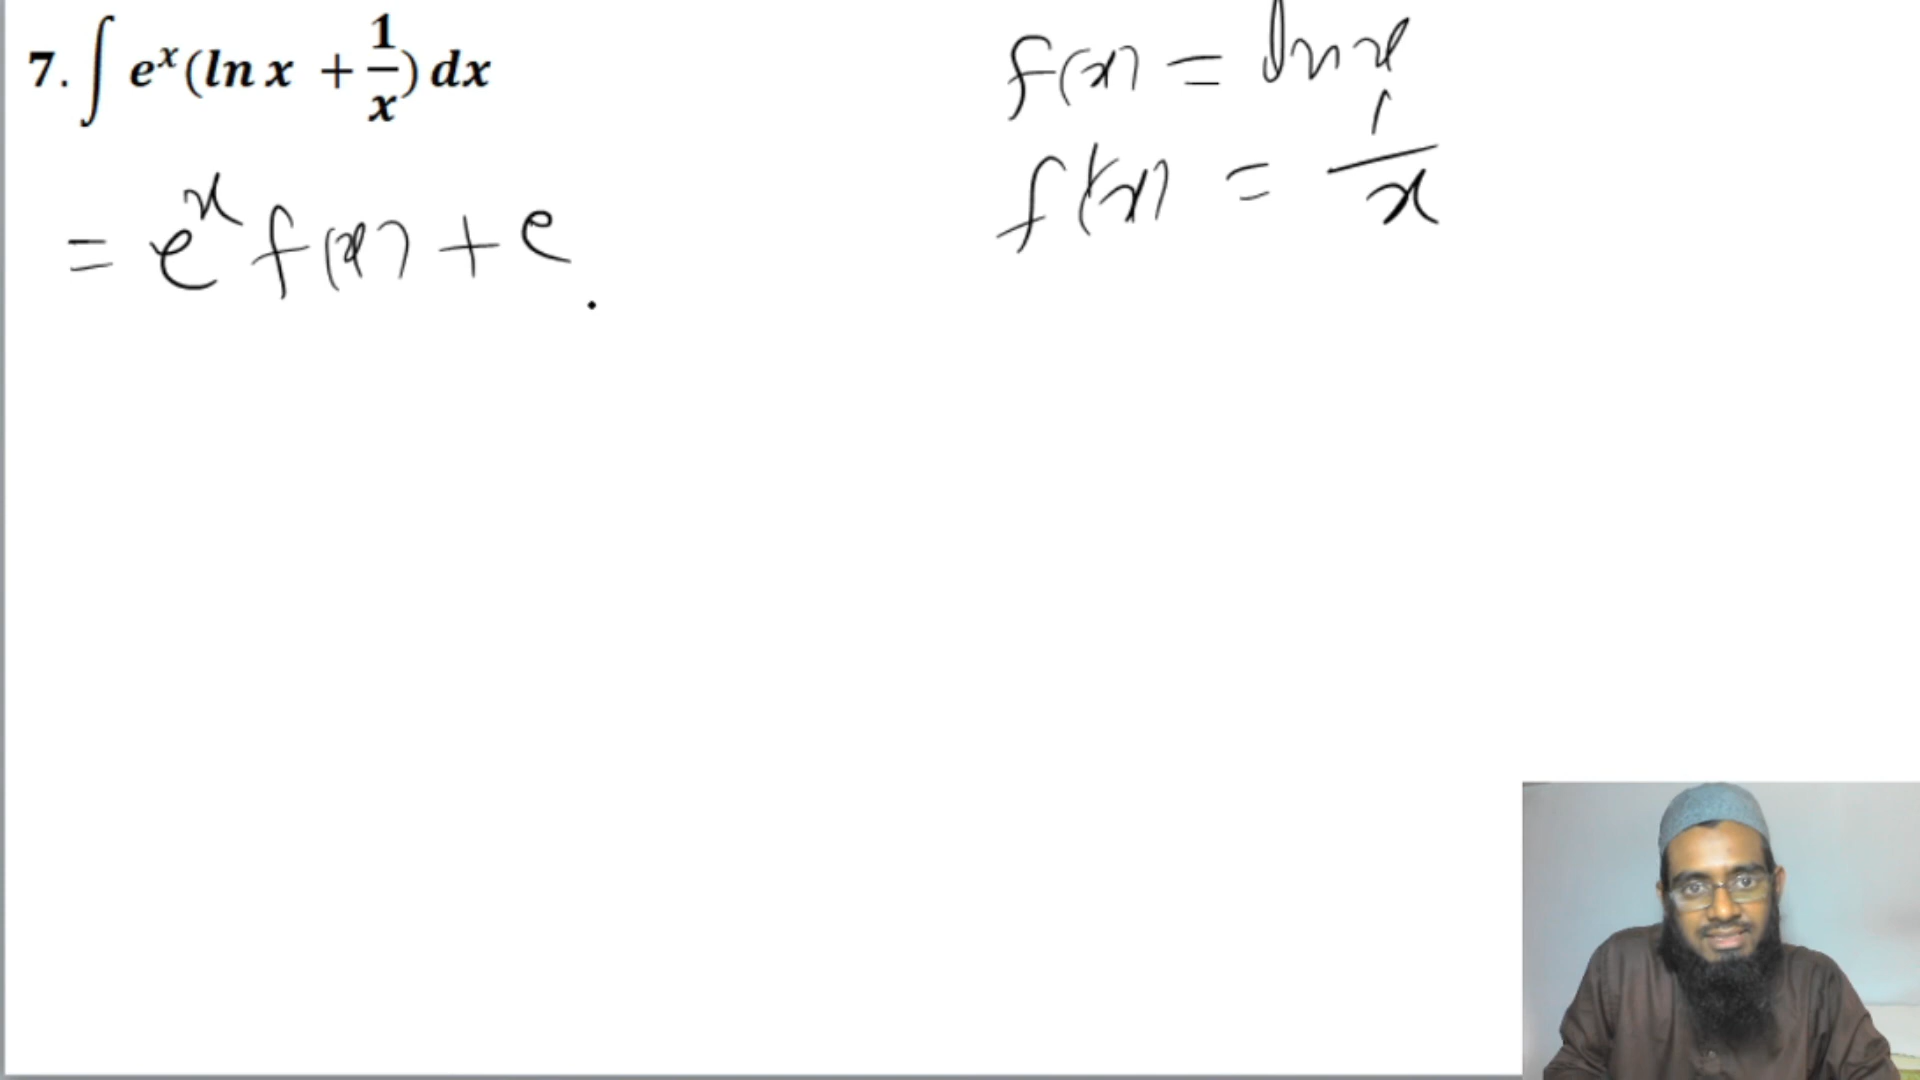 7. ∫ e^x (ln x + 1/x) dx
f(x) = ln x
f'(x) = 1/x
= e^x f(x) + e